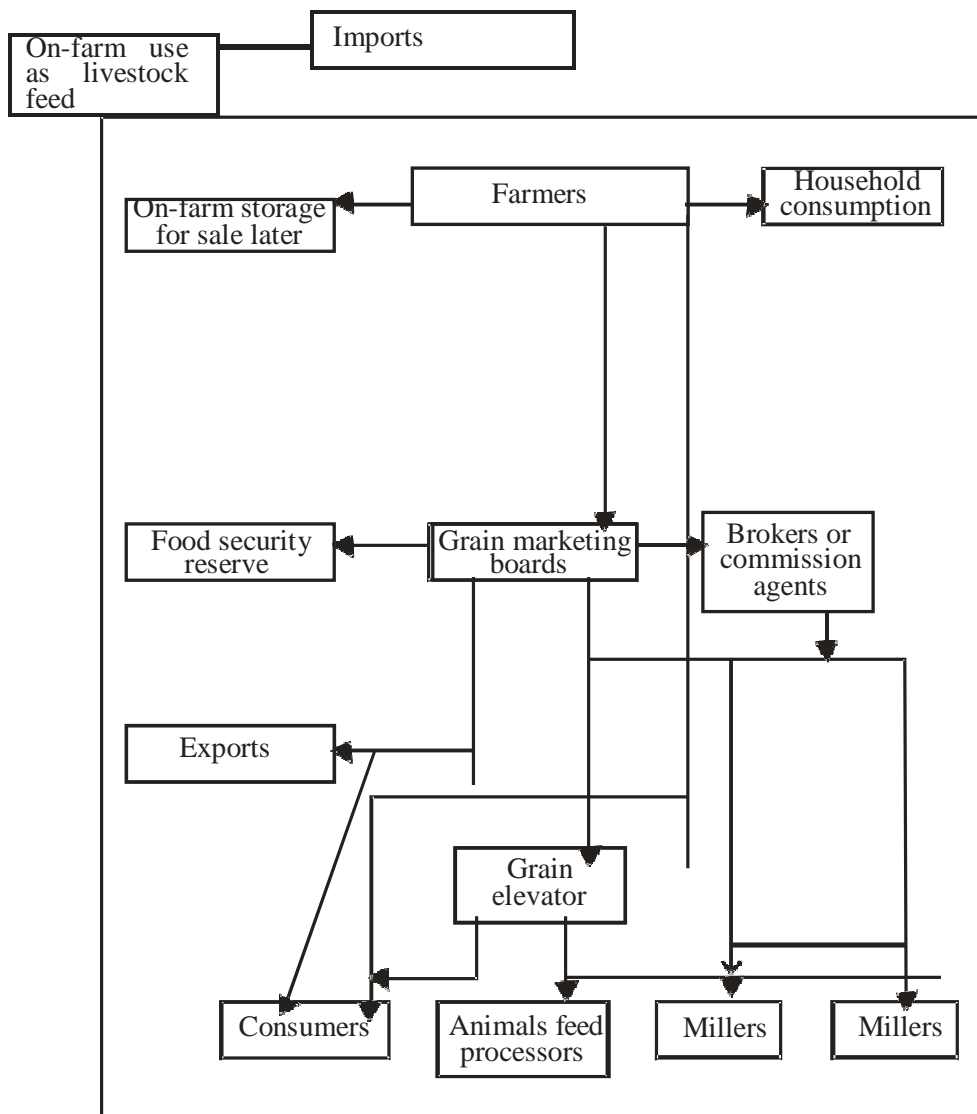 Imports
On-farm use
as livestock
feed
Farmers
Household
consumption
On-farm storage
for sale later
Food security
reserve
Grain marketing
boards
Brokers or
commission
agents
Exports
Grain
elevator
Consumers
Animals feed
processors
Millers
Millers